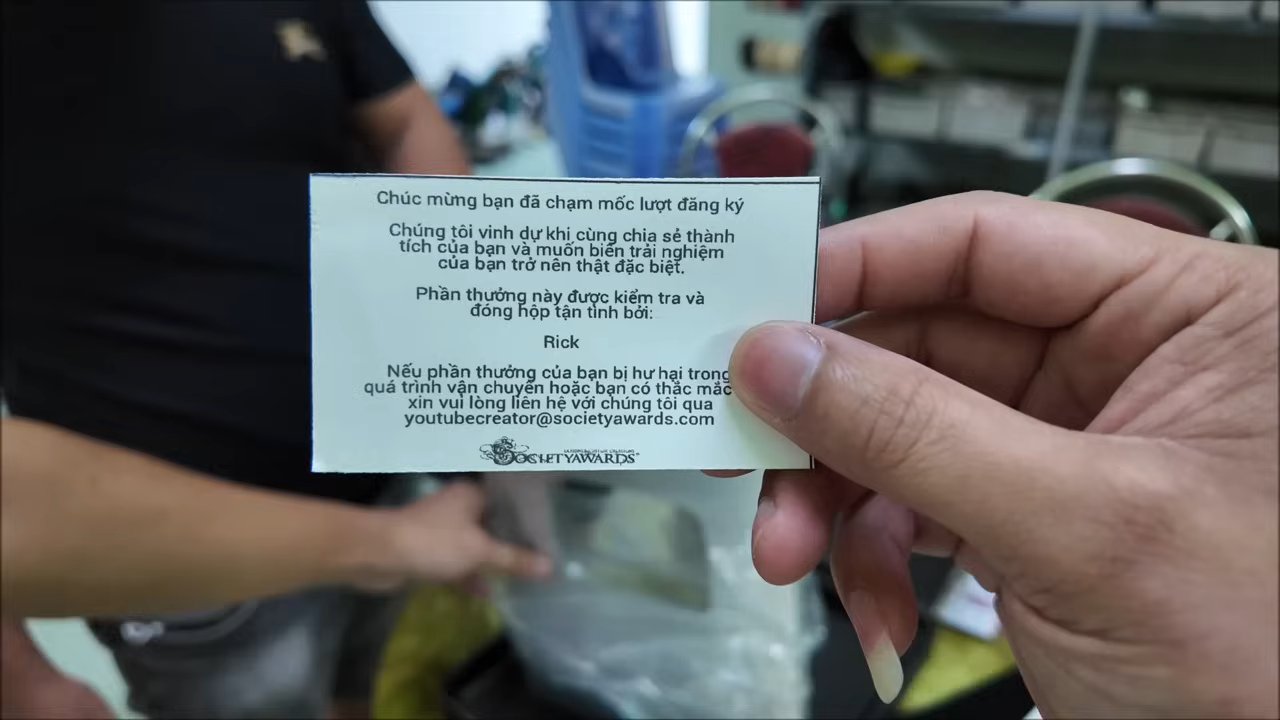 Chúc mừng bạn đã chạm mốc lượt đăng ký
Chúng tôi vinh dự khi cùng chia sẻ thành
tích của bạn và muốn biến trải nghiệm
của bạn trở nên thật đặc biệt.
Phần thưởng này được kiểm tra và
đóng hộp tận tình bởi:
Rick
Nếu phần thưởng của bạn bị hư hại trong
quá trình vận chuyển hoặc bạn có thắc mắc
xin vui lòng liên hệ với chúng tôi qua
youtubecreator@societyawards.com
SOCIETYAWARDS